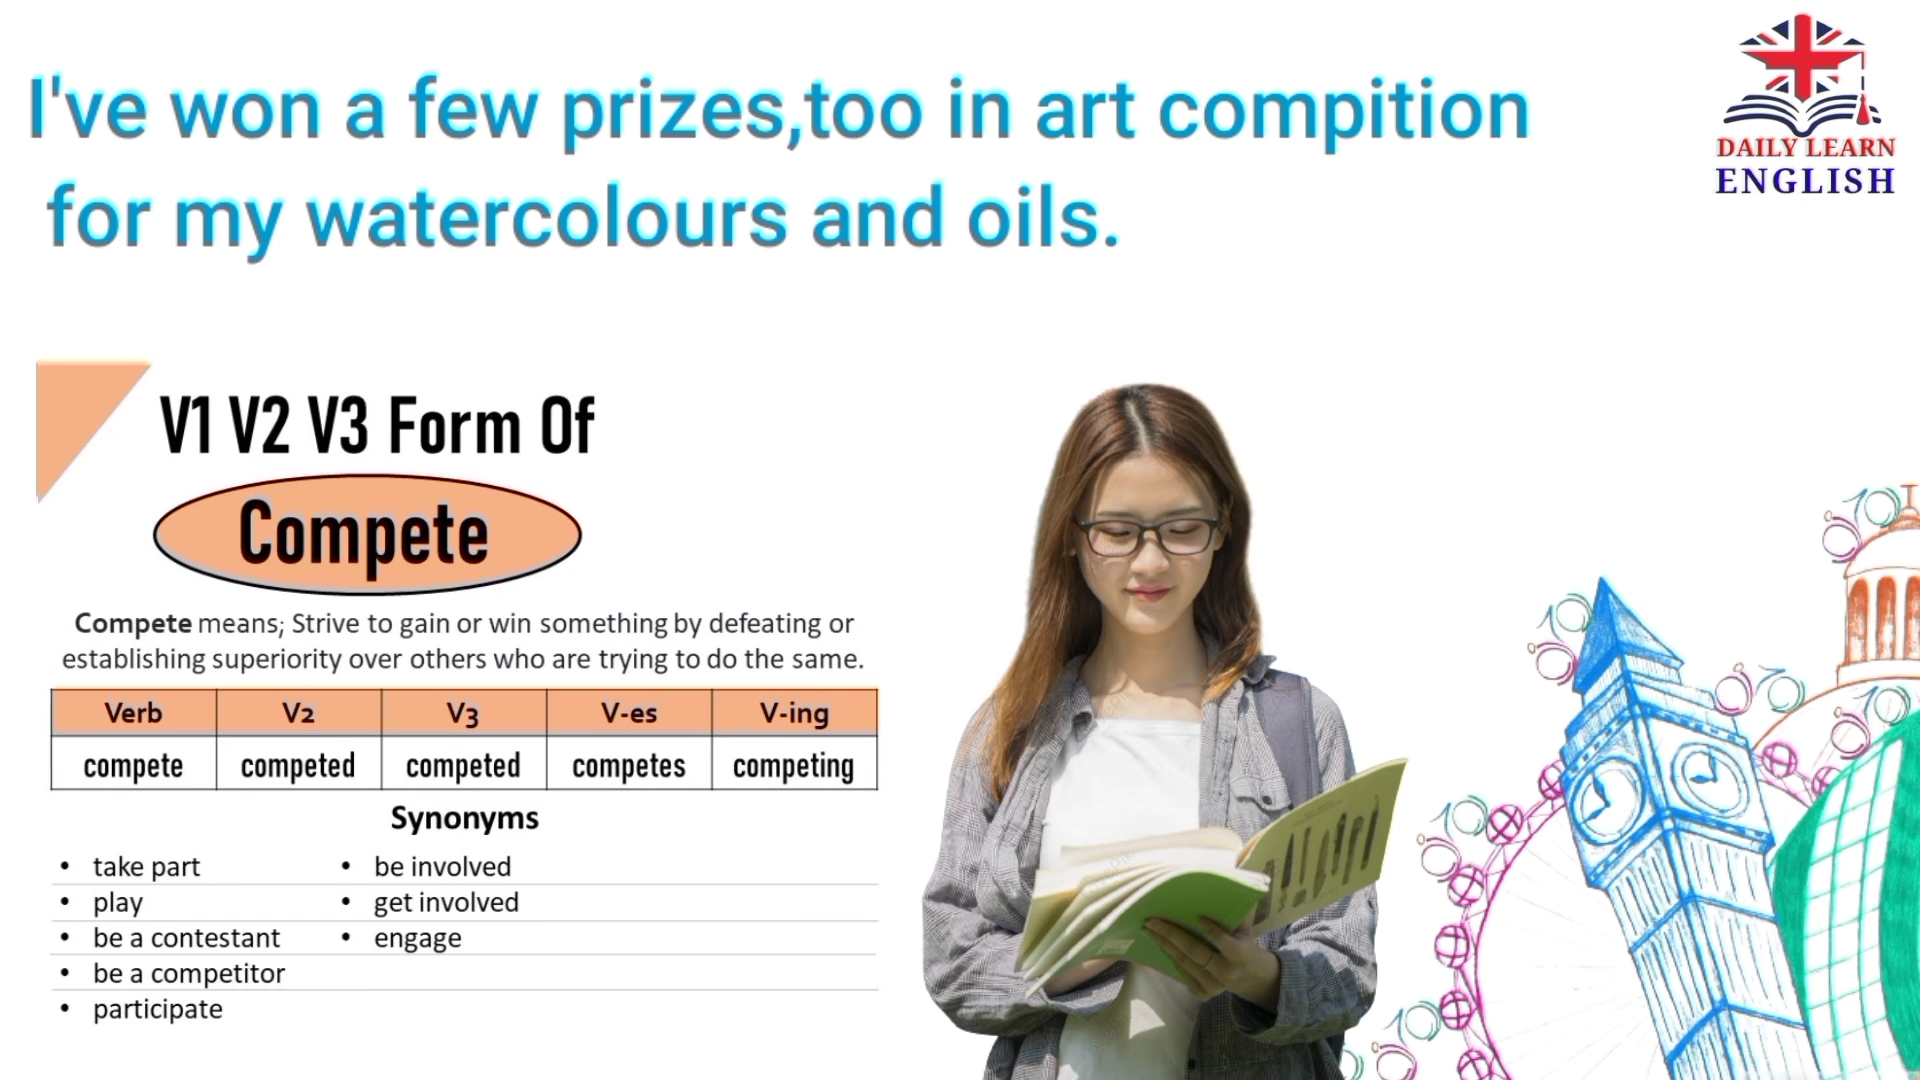 I've won a few prizes,too in art compition
for my watercolours and oils.
DAILY LEARN
ENGLISH
V1 V2 V3 Form Of
Compete
Compete means; Strive to gain or win something by defeating or
establishing superiority over others who are trying to do the same.
Verb V2 V3 V-es V-ing
compete competed competed competes competing
Synonyms
• take part • be involved
• play • get involved
• be a contestant • engage
• be a competitor
• participate